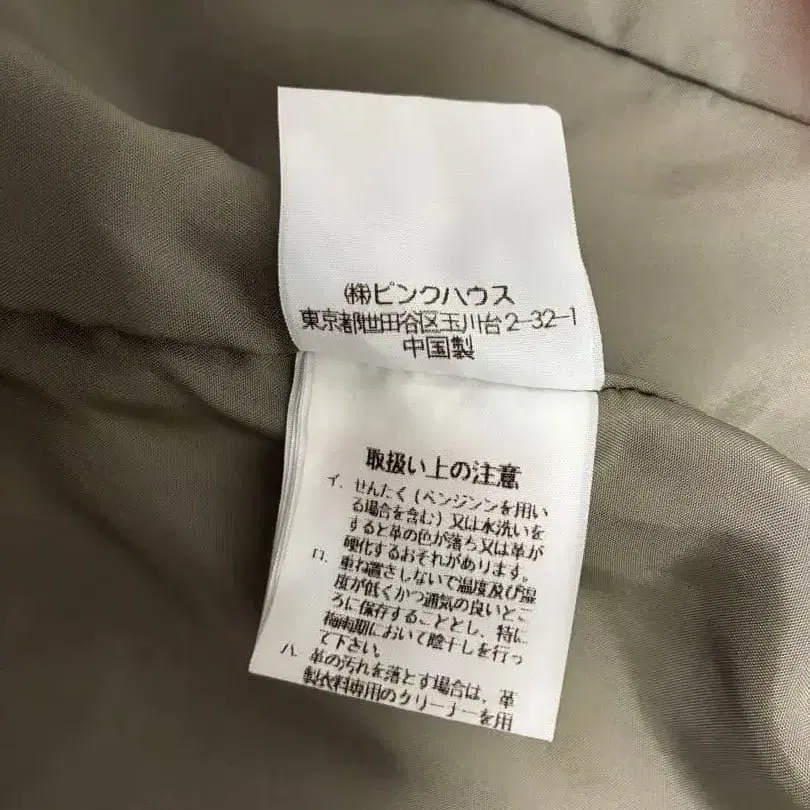 ㈱ピンクハウス
東京都世田谷区玉川台2-32-1
中国製
取扱い上の注意
イ. せんたく(ベンジンンを用い
る場合を含む)又は水洗いを
すると革の色が落ち又は革が
硬化するおそれがあります。
ロ. 重ね置きしないで温度及び湿
度が低くかつ通気の良いとこ
ろに保存することとし、特に
梅雨期において陰干しを行っ
て下さい。
ハ. 革の汚れを落とす場合は、革
製衣料専用のクリーナーを用